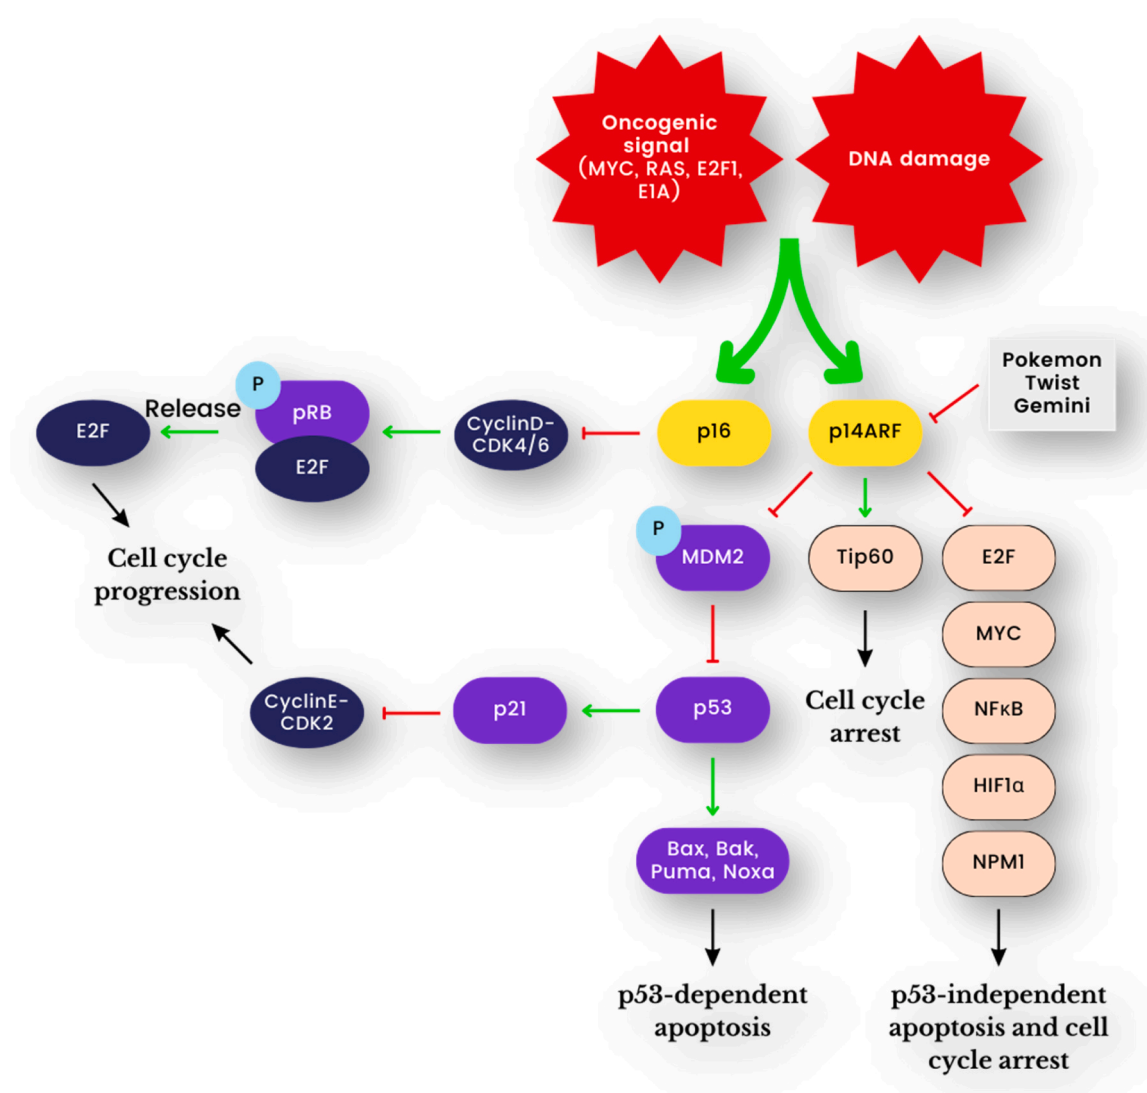 Oncogenic
signal
(MYC, RAS, E2F1,
E1A)
DNA damage
Pokemon
Twist
Gemini
P
pRB
Release
E2F
E2F
CyclinD-
CDK4/6
p16
p14ARF
P
MDM2
Tip60
E2F
Cell cycle
progression
MYC
CyclinE-
CDK2
p21
p53
Cell cycle
arrest
NFκB
HIF1α
Bax, Bak,
Puma, Noxa
NPM1
p53-dependent
apoptosis
p53-independent
apoptosis and cell
cycle arrest